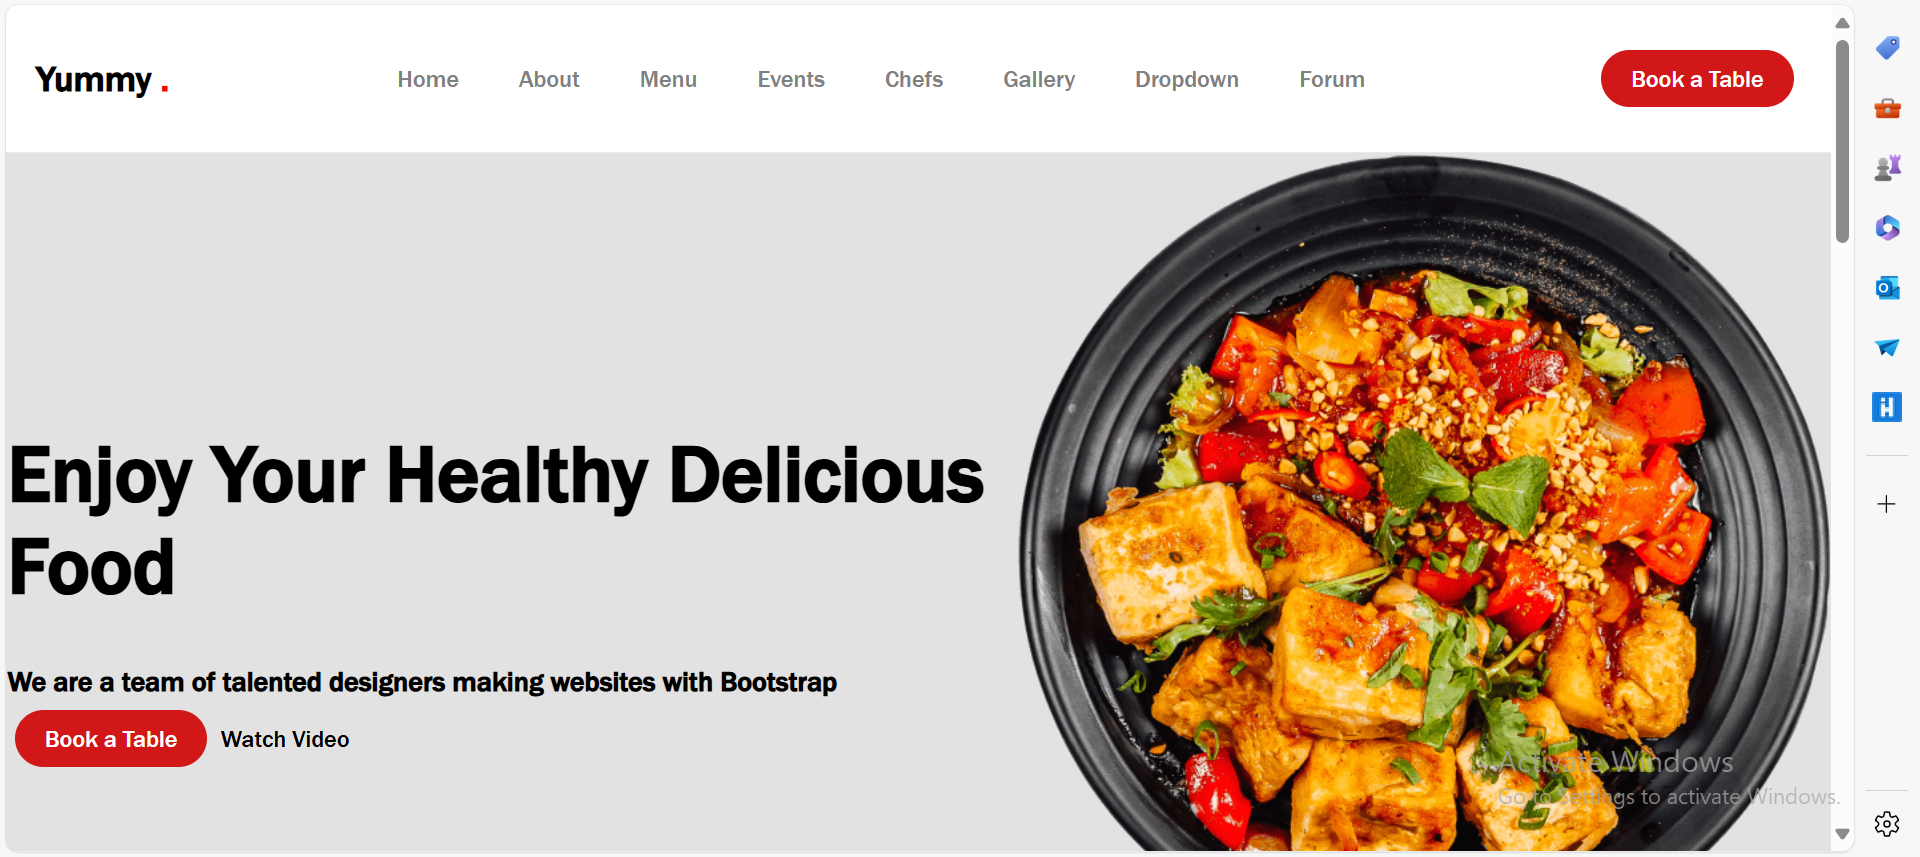 Yummy .
Home About Menu Events Chefs Gallery Dropdown Forum
Book a Table
Enjoy Your Healthy Delicious
Food
We are a team of talented designers making websites with Bootstrap
Book a Table Watch Video
Activate Windows
Go to Settings to activate Windows.